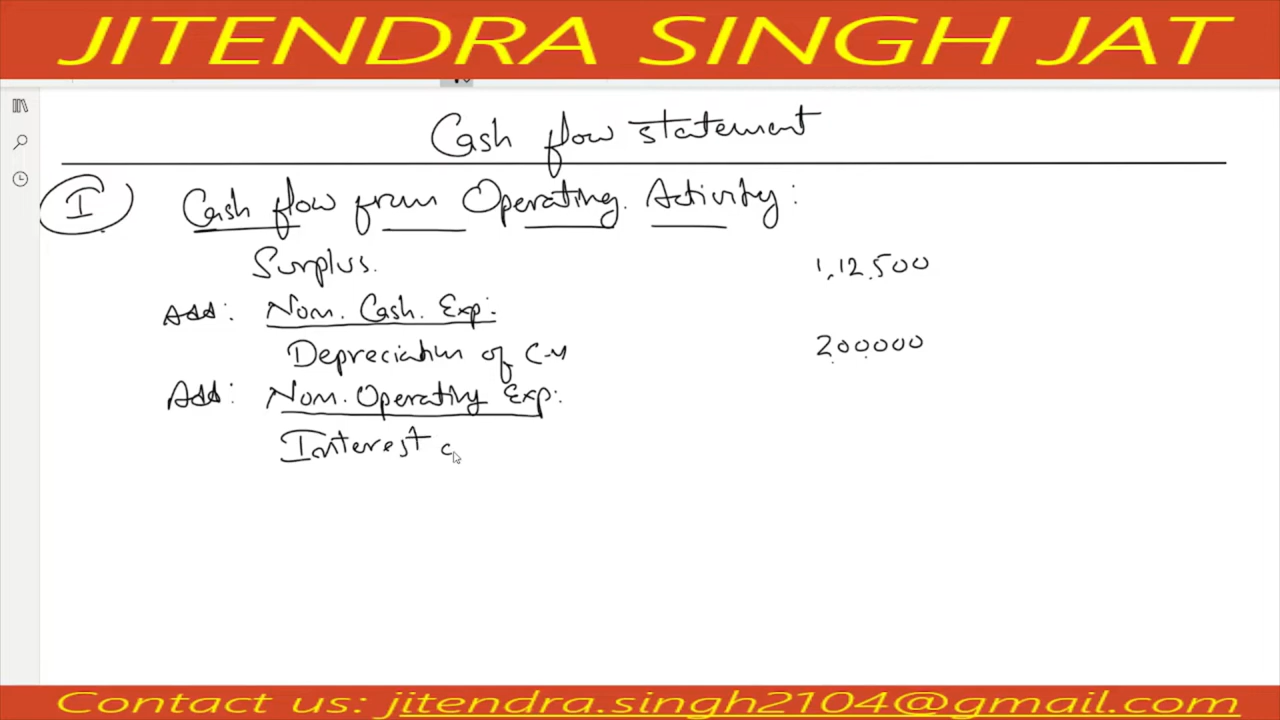 JITENDRA SINGH JAT
Cash flow statement
I Cash flow from Operating Activity:
Surplus. 1,12,500
Add: Non. Cash. Exp:
Depreciation of C-Y 200000
Add: Non. Operating Exp:
Interest
Contact us: jitendra.singh2104@gmail.com